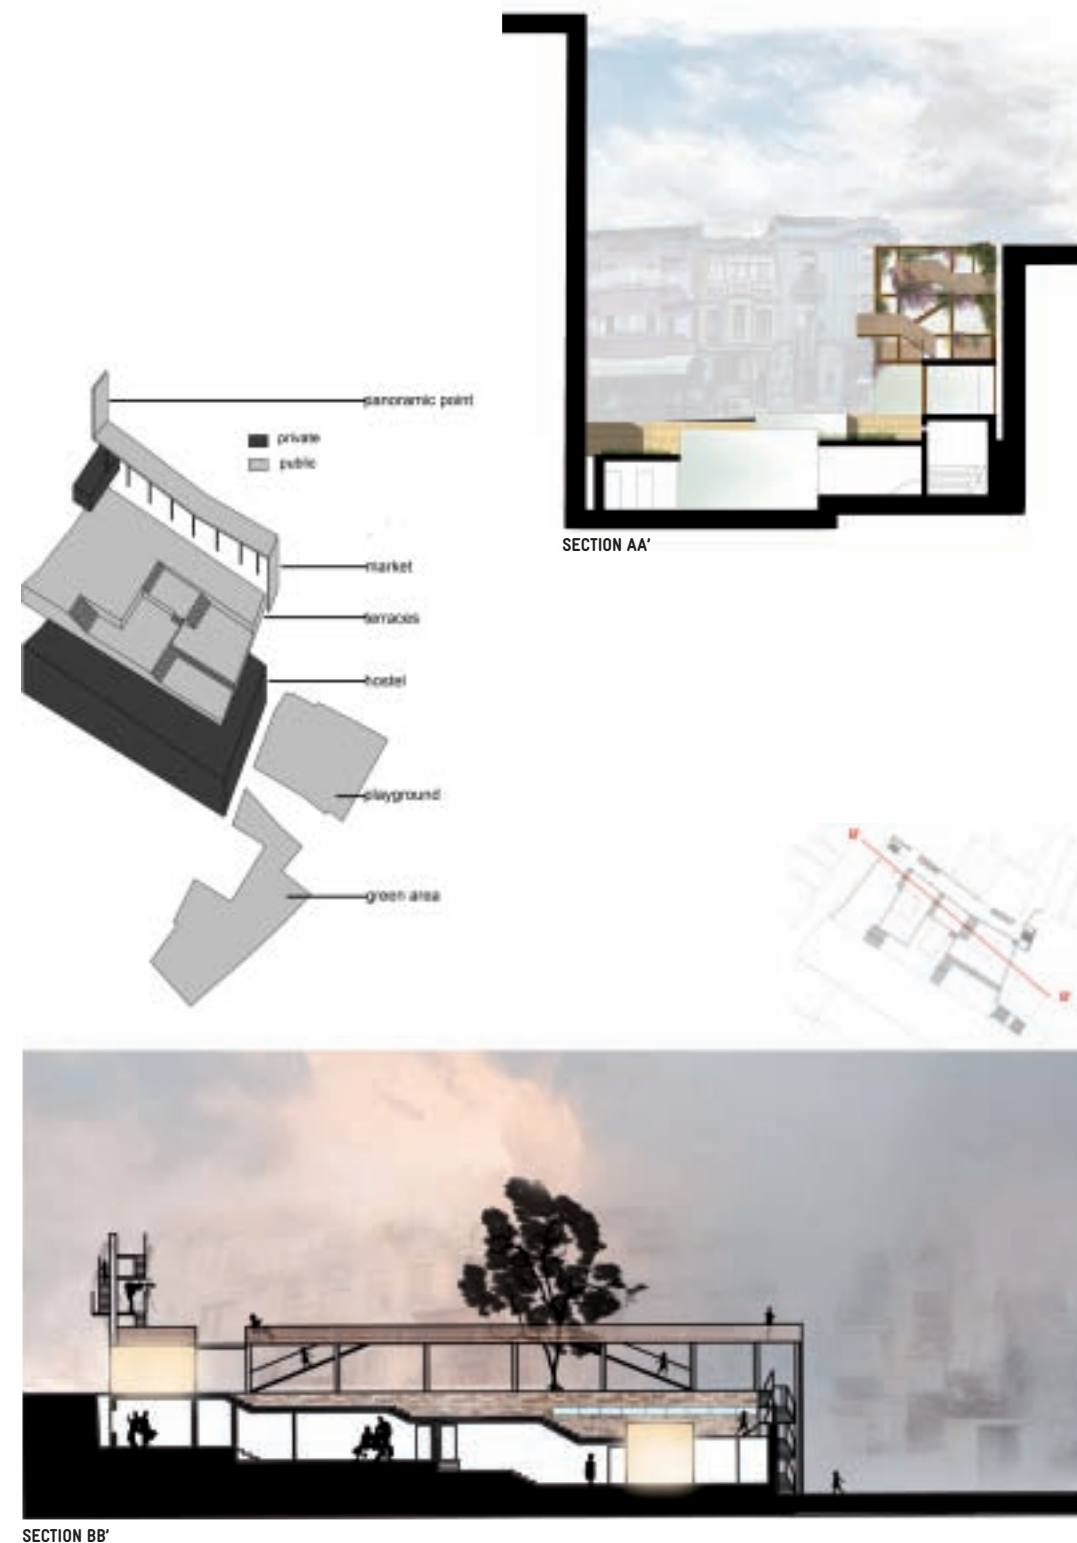 SECTION AA'
panoramic point
private
public
market
terraces
hostel
playground
green area
B'
SECTION BB'